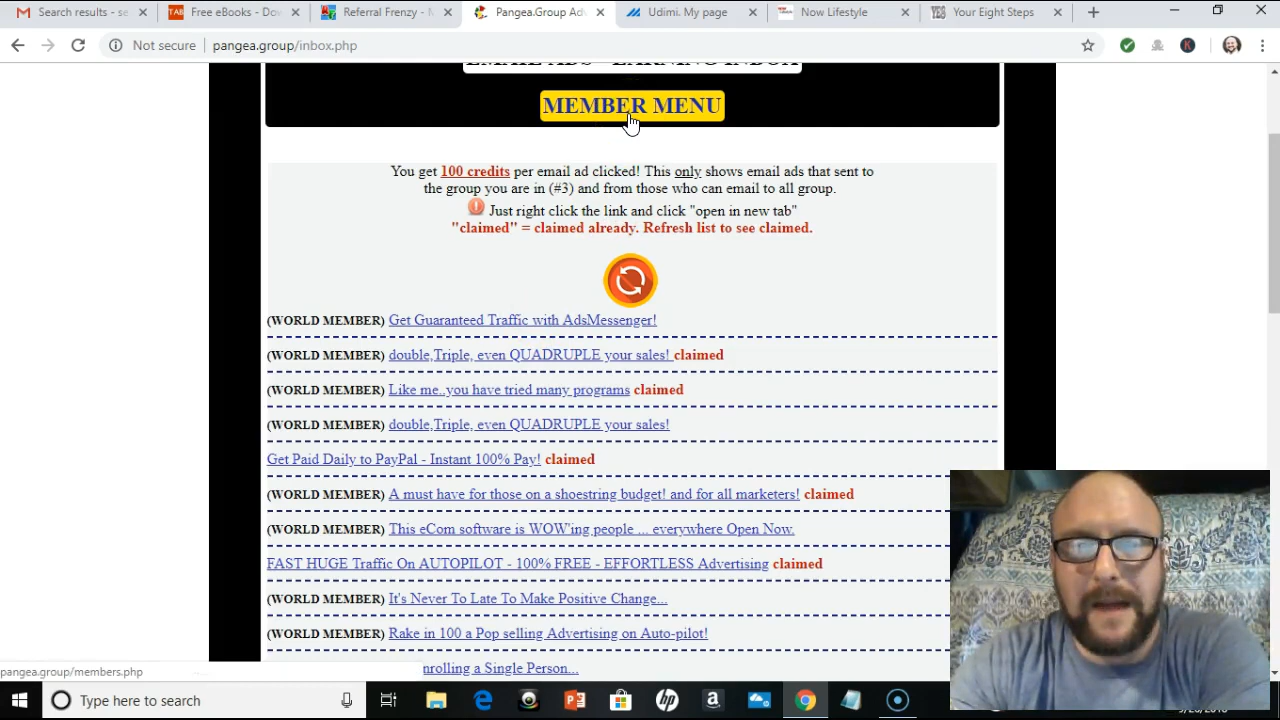 Search results - se
Free eBooks - Dow
Referral Frenzy - M
Pangea.Group Adv
Udimi. My page
Now Lifestyle
Your Eight Steps
Not secure
pangea.group/inbox.php
EMAIL ADS - EARNING INBOX
MEMBER MENU
You get 100 credits per email ad clicked! This only shows email ads that sent to
the group you are in (#3) and from those who can email to all group.
Just right click the link and click "open in new tab"
"claimed" = claimed already. Refresh list to see claimed.
(WORLD MEMBER) Get Guaranteed Traffic with AdsMessenger!
(WORLD MEMBER) double,Triple, even QUADRUPLE your sales! claimed
(WORLD MEMBER) Like me..you have tried many programs claimed
(WORLD MEMBER) double,Triple, even QUADRUPLE your sales!
Get Paid Daily to PayPal - Instant 100% Pay! claimed
(WORLD MEMBER) A must have for those on a shoestring budget! and for all marketers! claimed
(WORLD MEMBER) This eCom software is WOW'ing people ... everywhere Open Now.
FAST HUGE Traffic On AUTOPILOT - 100% FREE - EFFORTLESS Advertising claimed
(WORLD MEMBER) It's Never To Late To Make Positive Change...
(WORLD MEMBER) Rake in 100 a Pop selling Advertising on Auto-pilot!
nrolling a Single Person...
pangea.group/members.php
Type here to search